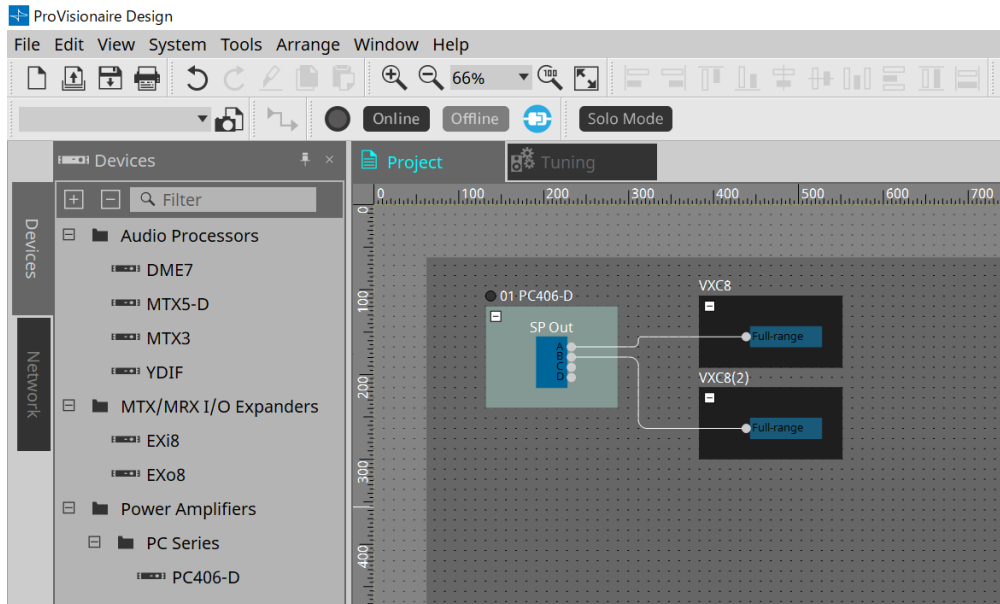 ProVisionaire Design
File Edit View System Tools Arrange Window Help
66% 100
Online Offline Solo Mode
Devices
Project
Tuning
Filter
Devices
Network
Audio Processors
DME7
MTX5-D
MTX3
YDIF
MTX/MRX I/O Expanders
EXi8
EXo8
Power Amplifiers
PC Series
PC406-D
0 100 200 300 400 500 600 700
0
100
200
300
400
01 PC406-D
SP Out
A
B
C
D
VXC8
Full-range
VXC8(2)
Full-range